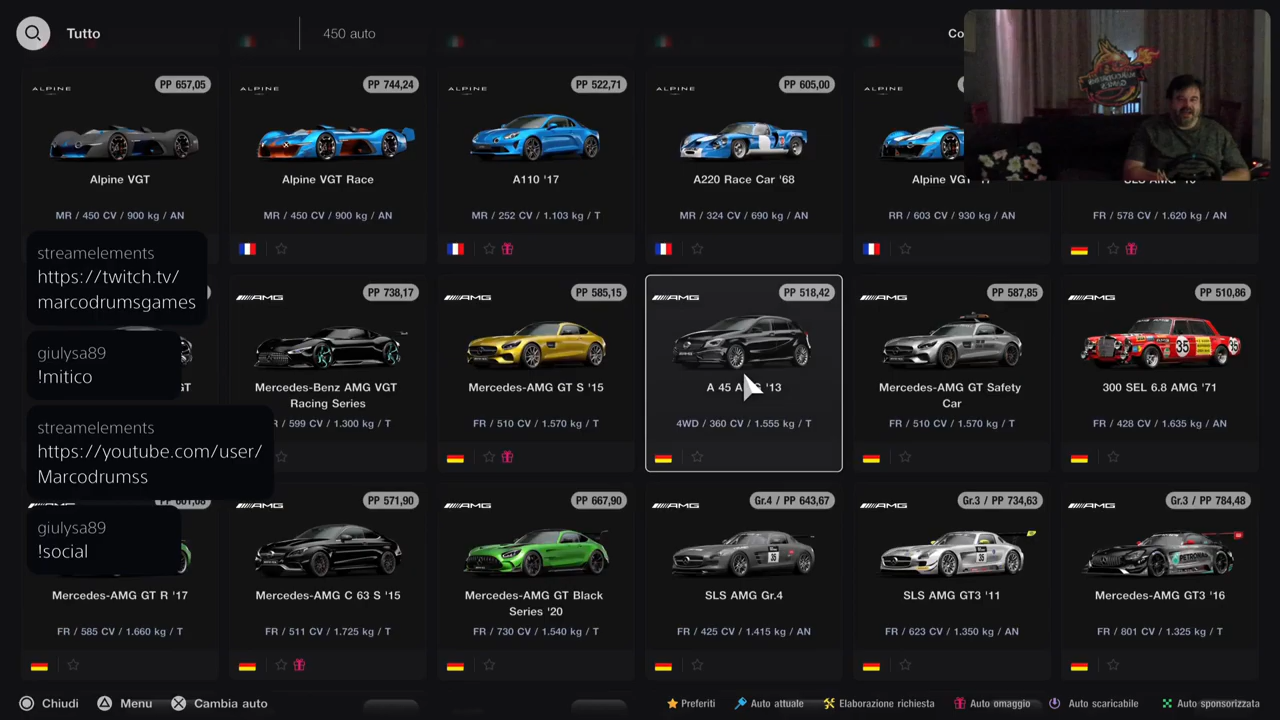 Tutto
450 auto
Co
ALPINE
PP 657,05
Alpine VGT
MR / 450 CV / 900 kg / AN
ALPINE
PP 744,24
Alpine VGT Race
MR / 450 CV / 900 kg / AN
ALPINE
PP 522,71
A110 '17
MR / 252 CV / 1.103 kg / T
ALPINE
PP 605,00
A220 Race Car '68
MR / 324 CV / 690 kg / AN
ALPINE
Alpine VGT
RR / 603 CV / 930 kg / AN
FR / 578 CV / 1.620 kg / AN
streamelements
https://twitch.tv/
marcodrumsgames
giulysa89
!mitico
streamelements
https://youtube.com/user/
Marcodrumss
giulysa89
!social
AMG
PP 738,17
Mercedes-Benz AMG VGT
Racing Series
/ 599 CV / 1.300 kg / T
AMG
PP 585,15
Mercedes-AMG GT S '15
FR / 510 CV / 1.570 kg / T
AMG
PP 518,42
A 45 A '13
4WD / 360 CV / 1.555 kg / T
AMG
PP 587,85
Mercedes-AMG GT Safety
Car
FR / 510 CV / 1.570 kg / T
AMG
PP 510,86
35
300 SEL 6.8 AMG '71
FR / 428 CV / 1.635 kg / AN
Mercedes-AMG GT R '17
FR / 585 CV / 1.660 kg / T
AMG
PP 571,90
Mercedes-AMG C 63 S '15
FR / 511 CV / 1.725 kg / T
AMG
PP 667,90
Mercedes-AMG GT Black
Series '20
FR / 730 CV / 1.540 kg / T
AMG
Gr.4 / PP 643,67
35
SLS AMG Gr.4
FR / 425 CV / 1.415 kg / AN
AMG
Gr.3 / PP 734,63
35
SLS AMG GT3 '11
FR / 623 CV / 1.350 kg / AN
AMG
Gr.3 / PP 784,48
PETRONAS
Mercedes-AMG GT3 '16
FR / 801 CV / 1.325 kg / T
Chiudi
Menu
Cambia auto
Preferiti
Auto attuale
Elaborazione richiesta
Auto omaggio
Auto scaricabile
Auto sponsorizzata